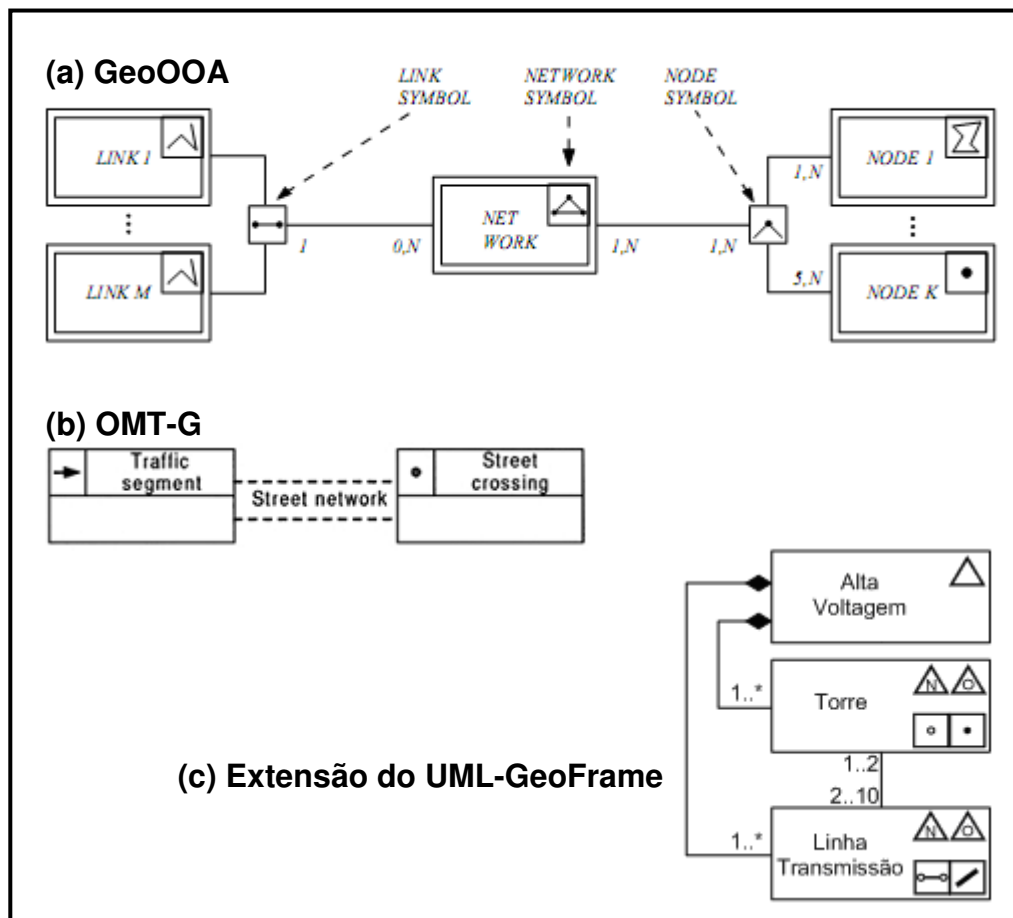 (a) GeoOOA
LINK
SYMBOL
NETWORK
SYMBOL
NODE
SYMBOL
LINK 1
LINK M
1
0,N
NET
WORK
1,N
1,N
1,N
5,N
NODE 1
NODE K
(b) OMT-G
Traffic
segment
Street network
Street
crossing
(c) Extensão do UML-GeoFrame
Alta
Voltagem
1..*
Torre
N
O
1..2
2..10
1..*
Linha
Transmissão
N
O